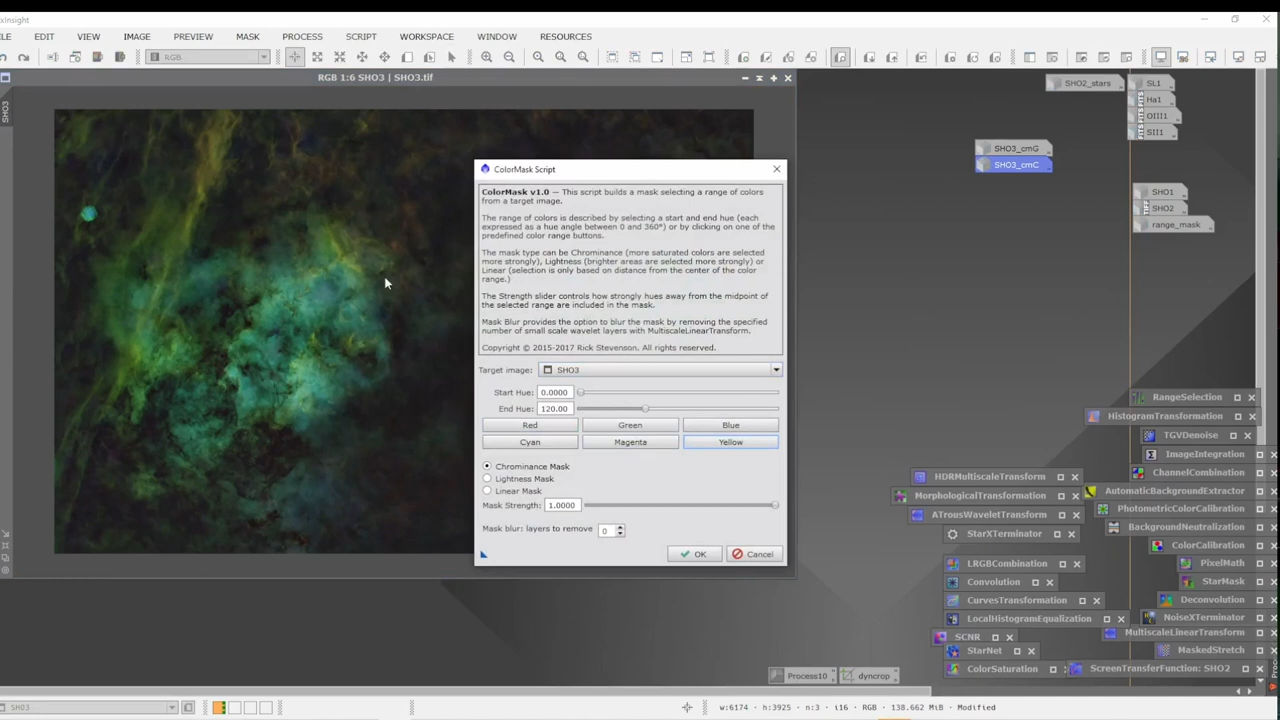 xInsight
LE EDIT VIEW IMAGE PREVIEW MASK PROCESS SCRIPT WORKSPACE WINDOW RESOURCES
RGB
RGB 1:6 SHO3 | SHO3.tif
SHO3
SHO2_stars
SL1
FITS Ha1
OIII1
FITS SII1
SHO3_cmG
SHO3_cmC
SHO1
TIFF SHO2
range_mask
ColorMask Script
ColorMask v1.0 — This script builds a mask selecting a range of colors
from a target image.
The range of colors is described by selecting a start and end hue (each
expressed as a hue angle between 0 and 360°) or by clicking on one of the
predefined color range buttons.
The mask type can be Chrominance (more saturated colors are selected
more strongly), Lightness (brighter areas are selected more strongly) or
Linear (selection is only based on distance from the center of the color
range.)
The Strength slider controls how strongly hues away from the midpoint of
the selected range are included in the mask.
Mask Blur provides the option to blur the mask by removing the specified
number of small scale wavelet layers with MultiscaleLinearTransform.
Copyright © 2015-2017 Rick Stevenson. All rights reserved.
Target image: SHO3
Start Hue: 0.0000
End Hue: 120.00
Red Green Blue
Cyan Magenta Yellow
Chrominance Mask
Lightness Mask
Linear Mask
Mask Strength: 1.0000
Mask blur: layers to remove 0
OK Cancel
RangeSelection
HistogramTransformation
TGVDenoise
ImageIntegration
ChannelCombination
HDRMultiscaleTransform
AutomaticBackgroundExtractor
MorphologicalTransformation
PhotometricColorCalibration
ATrousWaveletTransform
BackgroundNeutralization
StarXTerminator
ColorCalibration
LRGBCombination
PixelMath
Convolution
StarMask
CurvesTransformation
Deconvolution
LocalHistogramEqualization
NoiseXTerminator
SCNR
MultiscaleLinearTransform
StarNet
MaskedStretch
ColorSaturation
ScreenTransferFunction: SHO2
Process10
dyncrop
SHO3
w:6174 | h:3925 | n:3 | i16 | RGB | 138.662 MiB | Modified